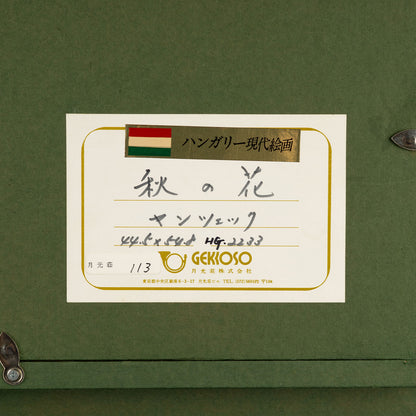 ハンガリー現代絵画
秋の花
ヤンツェック
44.5×54.8 HG.2233
月光荘 113
GEKKOSO
月光荘株式会社